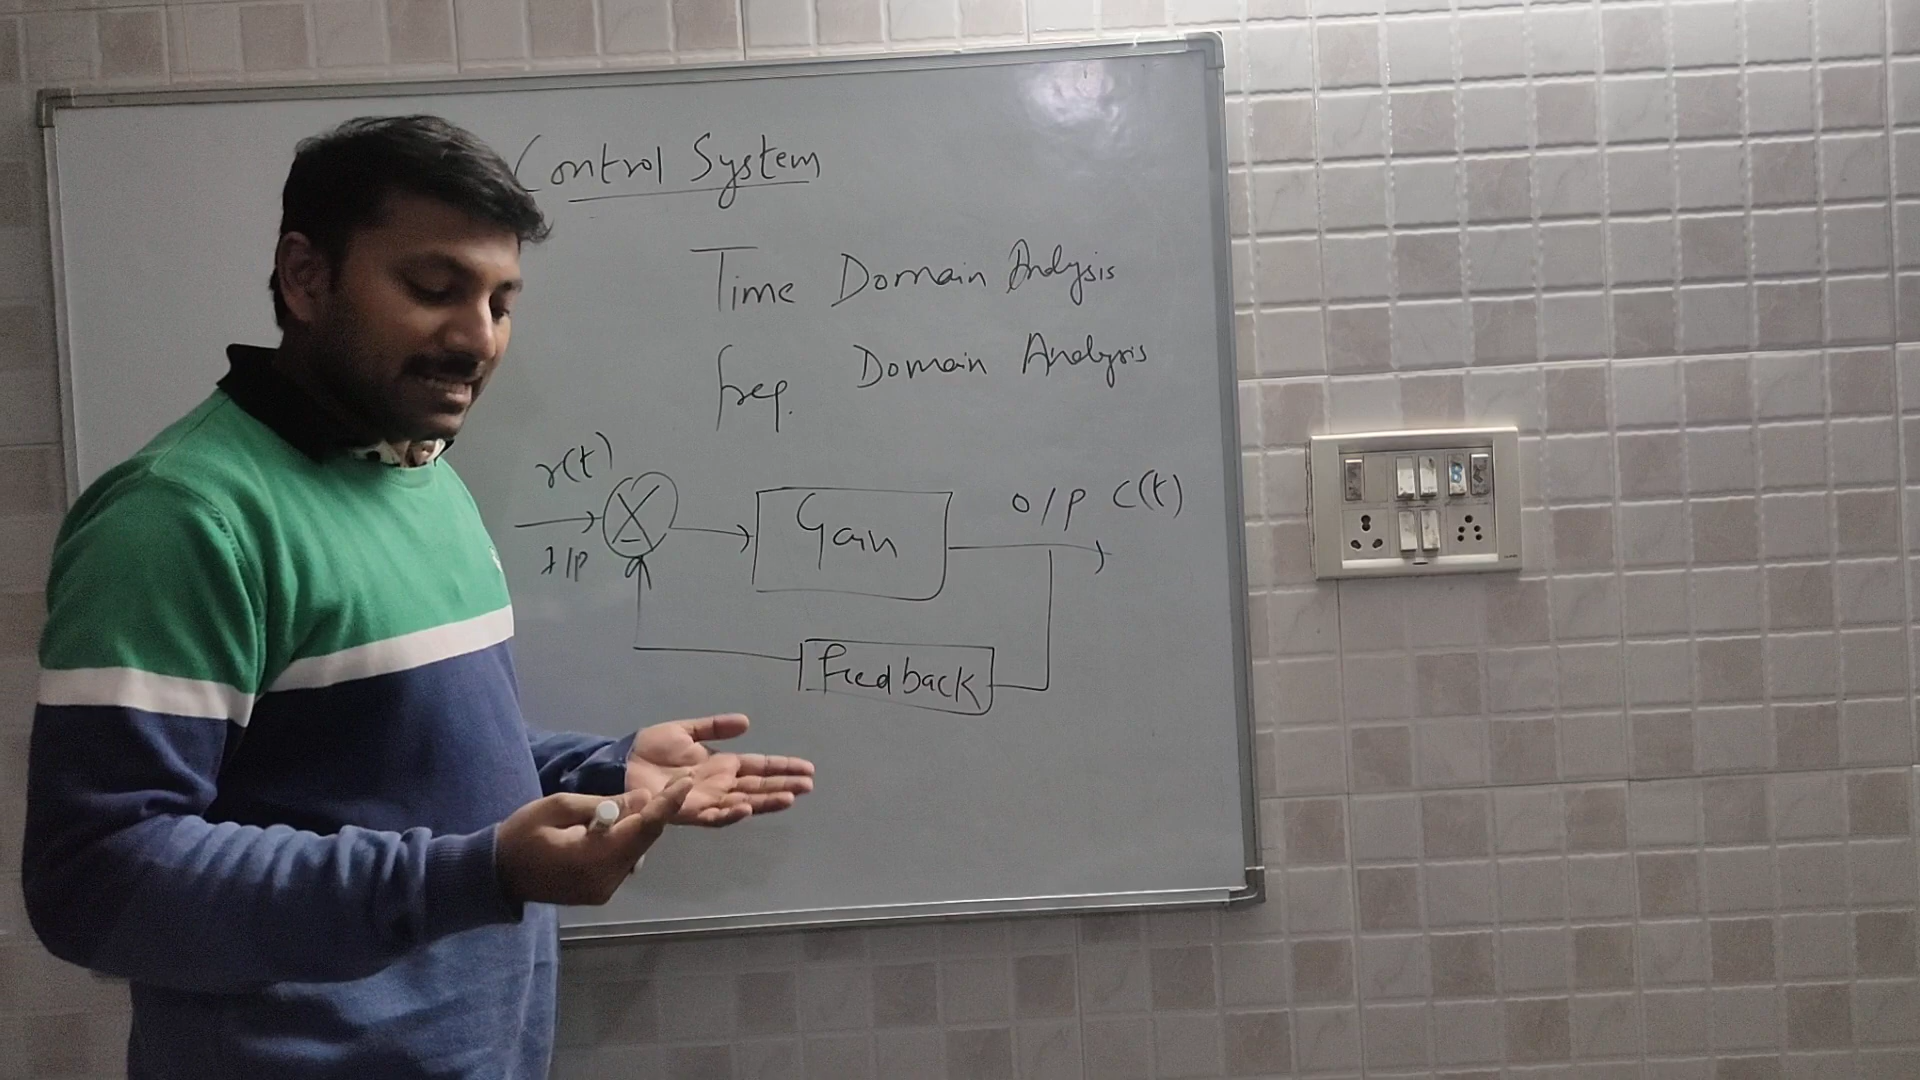 Control System
Time Domain Analysis
freq. Domain Analysis
r(t)
I/P
Gain
O/P C(t)
Feedback